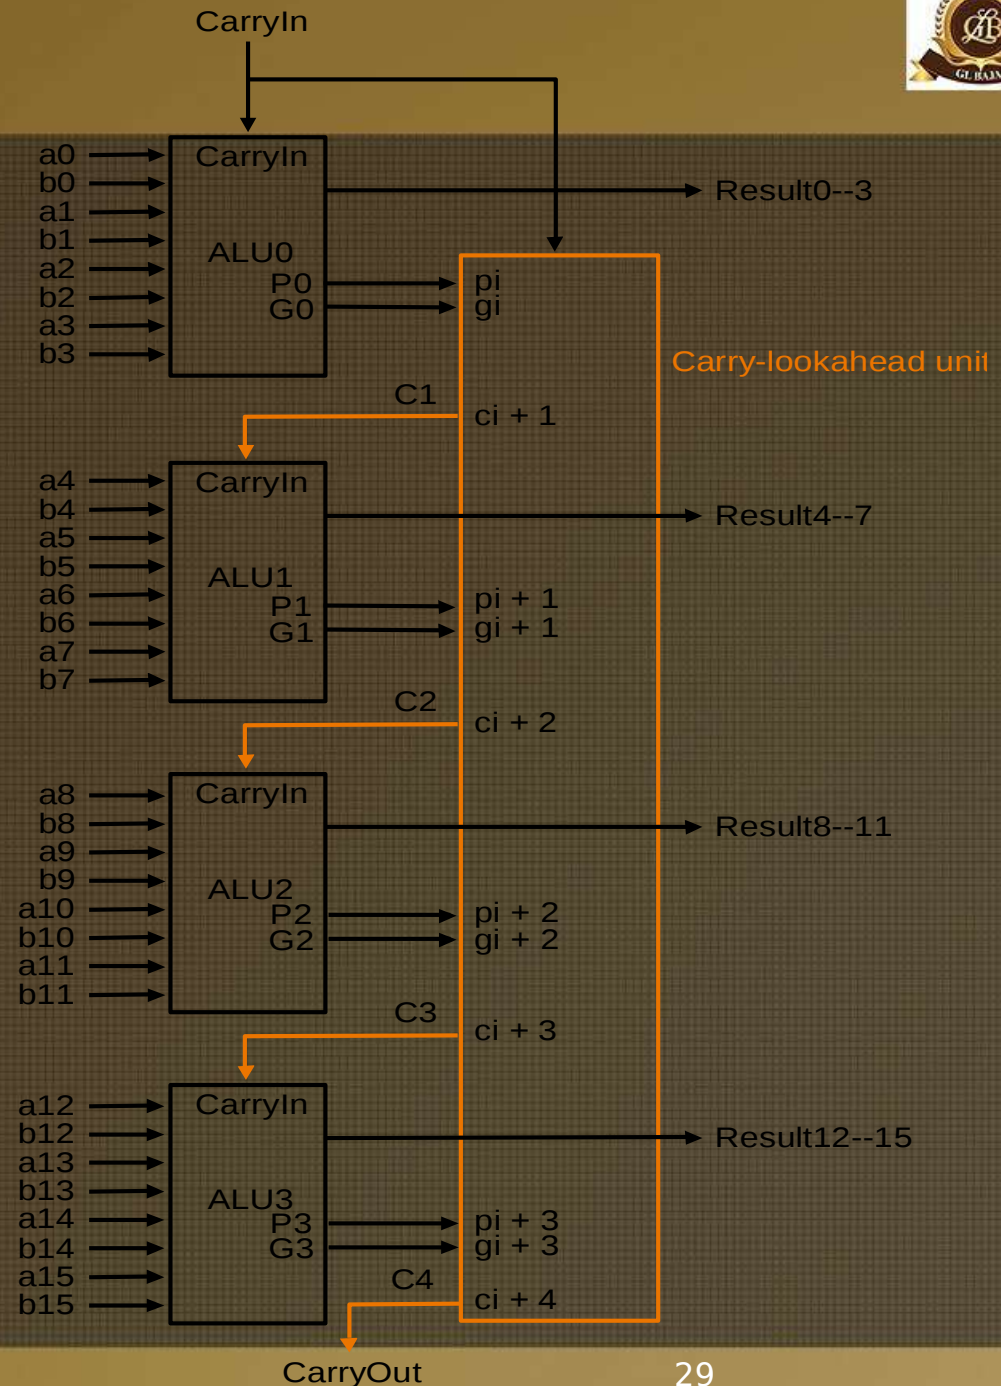 CarryIn
GL BAJA
a0
b0
a1
b1
a2
b2
a3
b3
CarryIn
ALU0
P0
G0
Result0--3
pi
gi
Carry-lookahead unit
C1
ci + 1
a4
b4
a5
b5
a6
b6
a7
b7
CarryIn
ALU1
P1
G1
Result4--7
pi + 1
gi + 1
C2
ci + 2
a8
b8
a9
b9
a10
b10
a11
b11
CarryIn
ALU2
P2
G2
Result8--11
pi + 2
gi + 2
C3
ci + 3
a12
b12
a13
b13
a14
b14
a15
b15
CarryIn
ALU3
P3
G3
Result12--15
pi + 3
gi + 3
C4
ci + 4
CarryOut
29